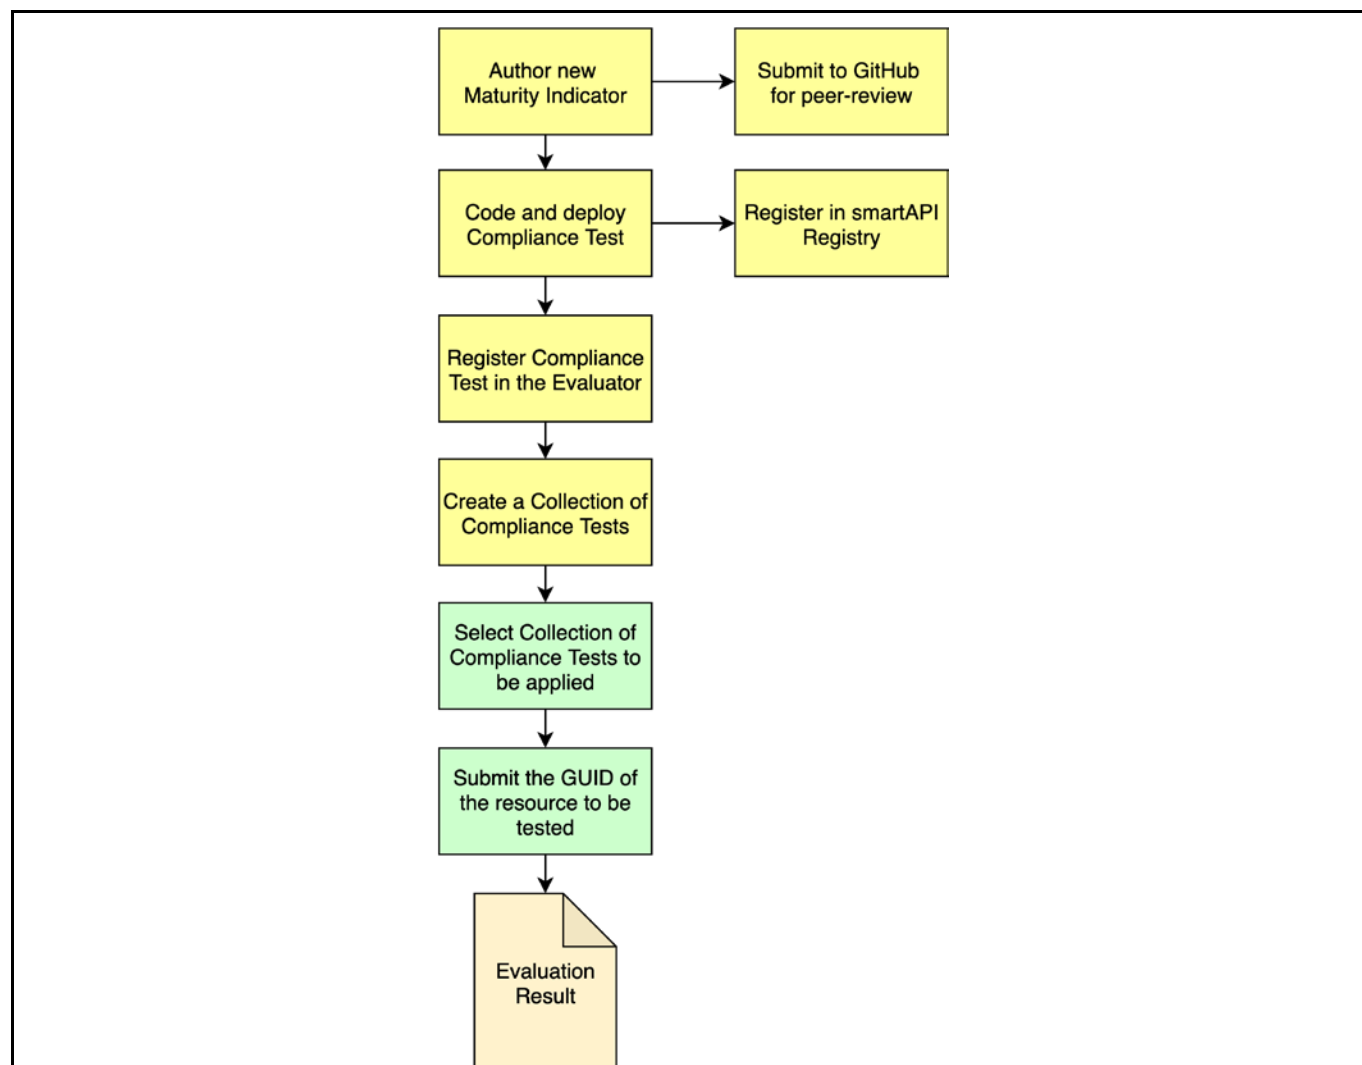 Author new
Maturity Indicator
Submit to GitHub
for peer-review
Code and deploy
Compliance Test
Register in smartAPI
Registry
Register Compliance
Test in the Evaluator
Create a Collection of
Compliance Tests
Select Collection of
Compliance Tests to
be applied
Submit the GUID of
the resource to be
tested
Evaluation
Result